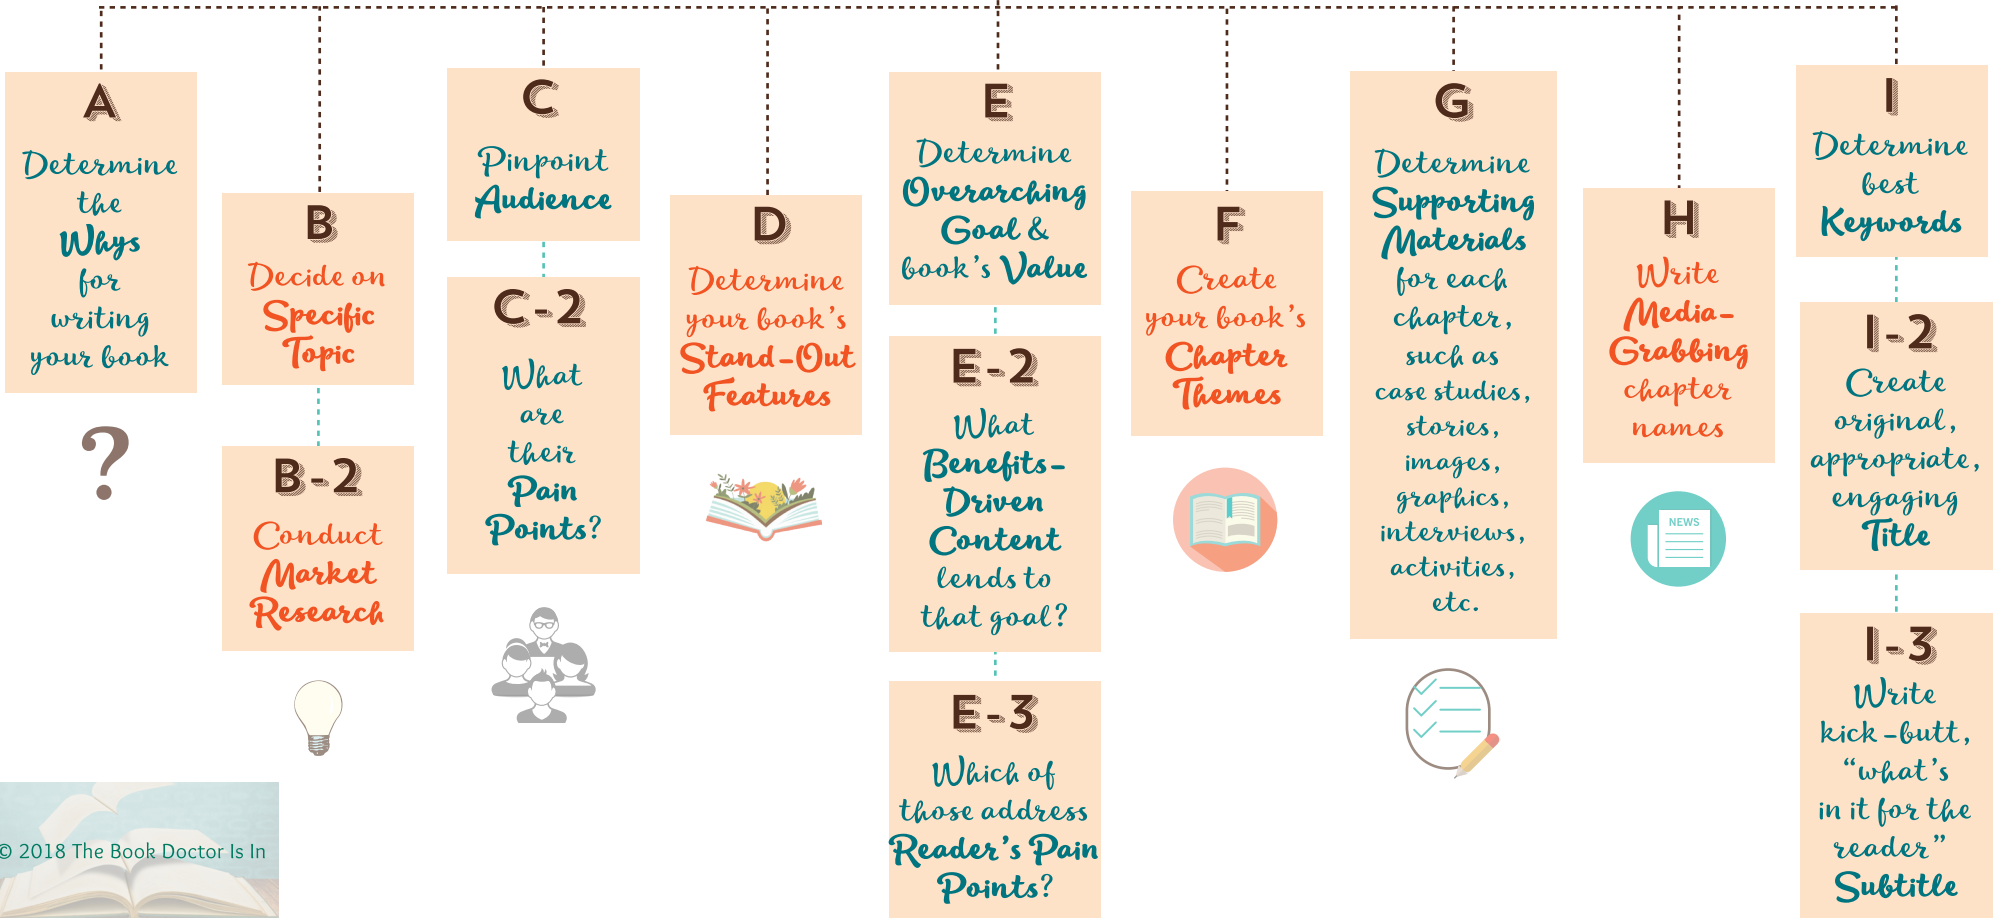 A
Determine
the
Whys
for
writing
your book
B
Decide on
Specific
Topic
B-2
Conduct
Market
Research
C
Pinpoint
Audience
C-2
What
are
their
Pain
Points?
D
Determine
your book's
Stand-Out
Features
E
Determine
Overarching
Goal &
book's Value
E-2
What
Benefits-
Driven
Content
lends to
that goal?
E-3
Which of
those address
Reader's Pain
Points?
F
Create
your book's
Chapter
Themes
G
Determine
Supporting
Materials
for each
chapter,
such as
case studies,
stories,
images,
graphics,
interviews,
activities,
etc.
H
Write
Media-
Grabbing
chapter
names
NEWS
I
Determine
best
Keywords
I-2
Create
original,
appropriate,
engaging
Title
I-3
Write
kick-butt,
"what's
in it for the
reader"
Subtitle
© 2018 The Book Doctor Is In